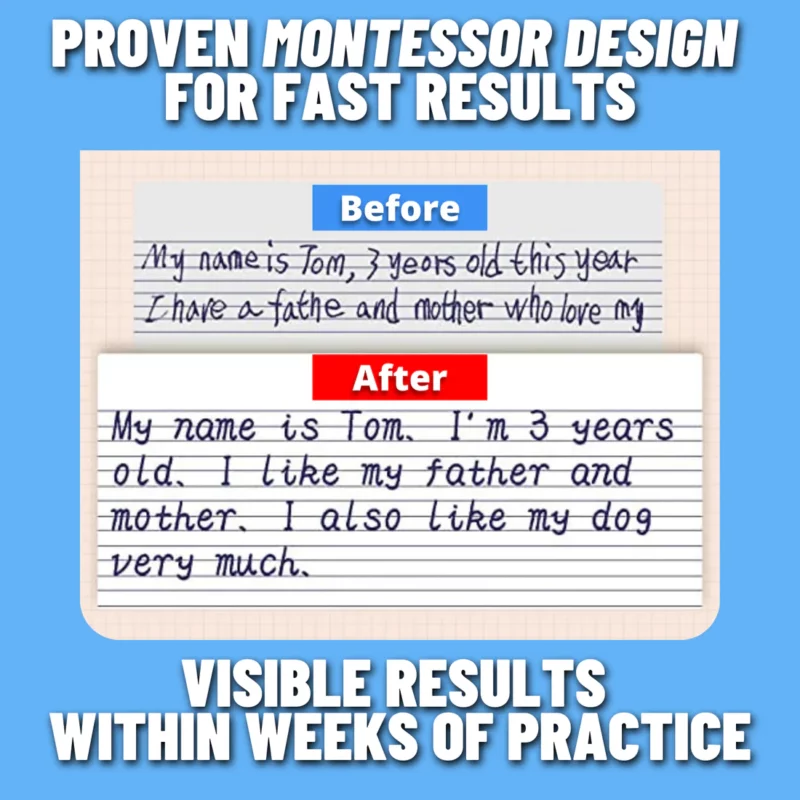 PROVEN MONTESSOR DESIGN
FOR FAST RESULTS
Before
My name is Tom, 3 years old this year
I have a fathe and mother who love my
After
My name is Tom. I'm 3 years
old. I like my father and
mother. I also like my dog
very much.
VISIBLE RESULTS
WITHIN WEEKS OF PRACTICE